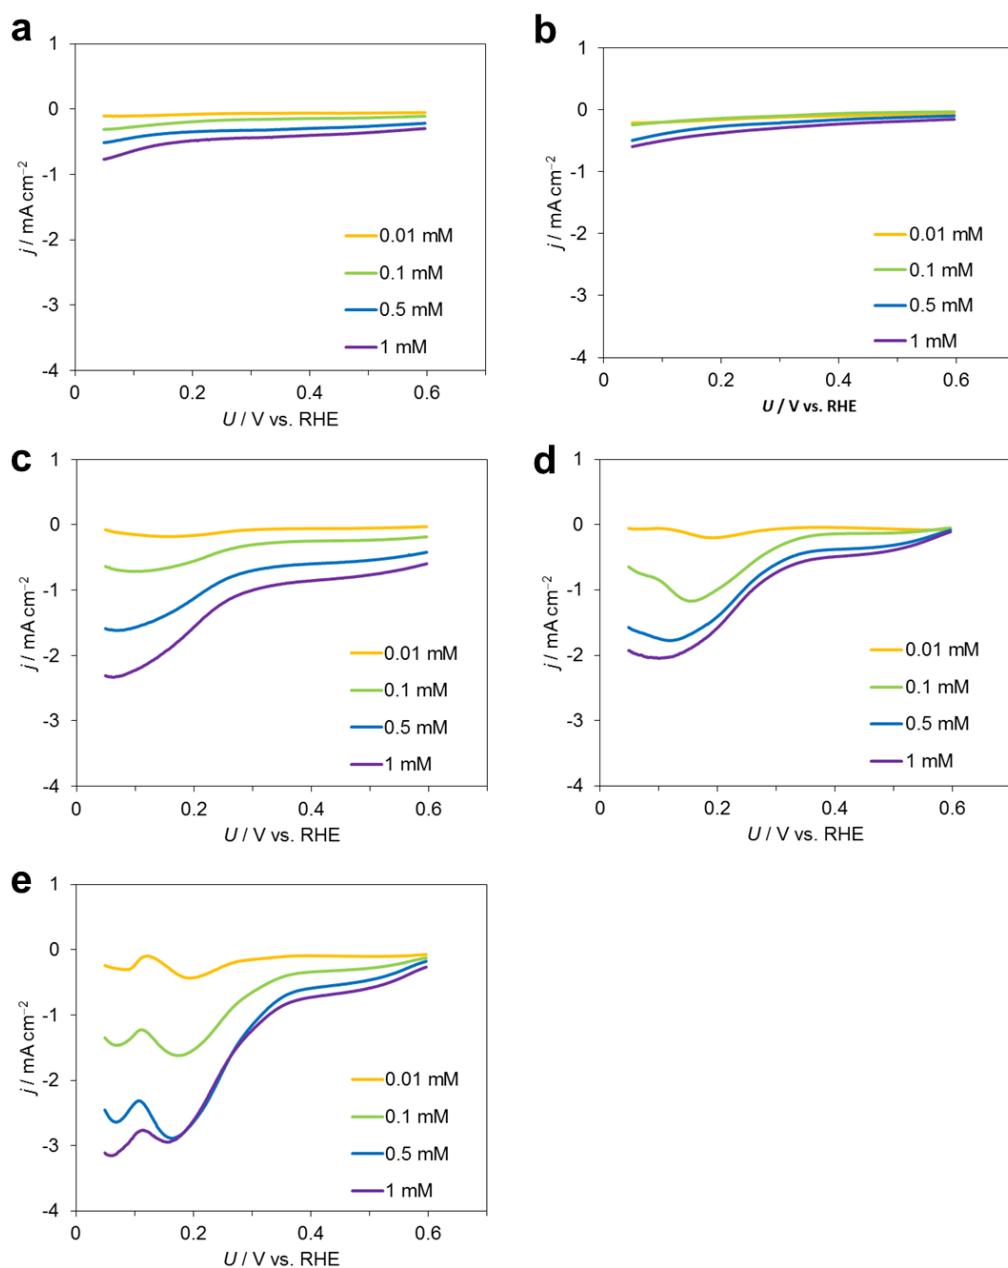 a
1
0
-1
-2
-3
-4
j / mA cm⁻²
0.01 mM
0.1 mM
0.5 mM
1 mM
0 0.2 0.4 0.6
U / V vs. RHE
b
1
0
-1
-2
-3
-4
j / mA cm⁻²
0.01 mM
0.1 mM
0.5 mM
1 mM
0 0.2 0.4 0.6
U / V vs. RHE
c
1
0
-1
-2
-3
-4
j / mA cm⁻²
0.01 mM
0.1 mM
0.5 mM
1 mM
0 0.2 0.4 0.6
U / V vs. RHE
d
1
0
-1
-2
-3
-4
j / mA cm⁻²
0.01 mM
0.1 mM
0.5 mM
1 mM
0 0.2 0.4 0.6
U / V vs. RHE
e
1
0
-1
-2
-3
-4
j / mA cm⁻²
0.01 mM
0.1 mM
0.5 mM
1 mM
0 0.2 0.4 0.6
U / V vs. RHE